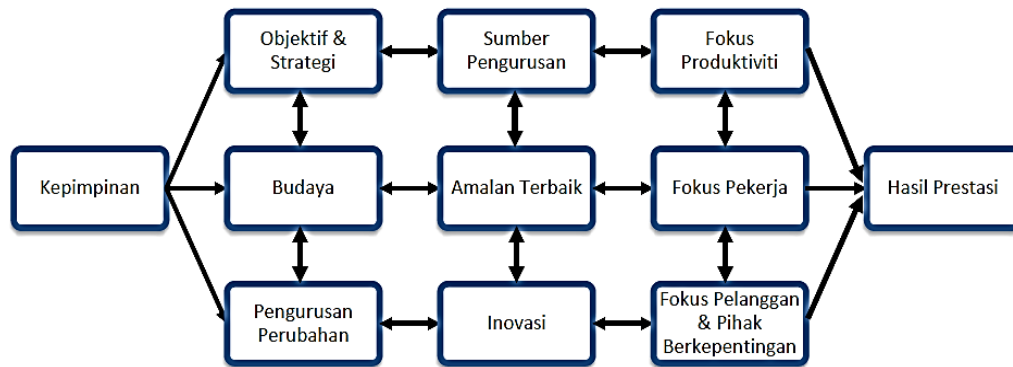 Objektif &
Strategi
Sumber
Pengurusan
Fokus
Produktiviti
Kepimpinan
Budaya
Amalan Terbaik
Fokus Pekerja
Hasil Prestasi
Pengurusan
Perubahan
Inovasi
Fokus Pelanggan
& Pihak
Berkepentingan